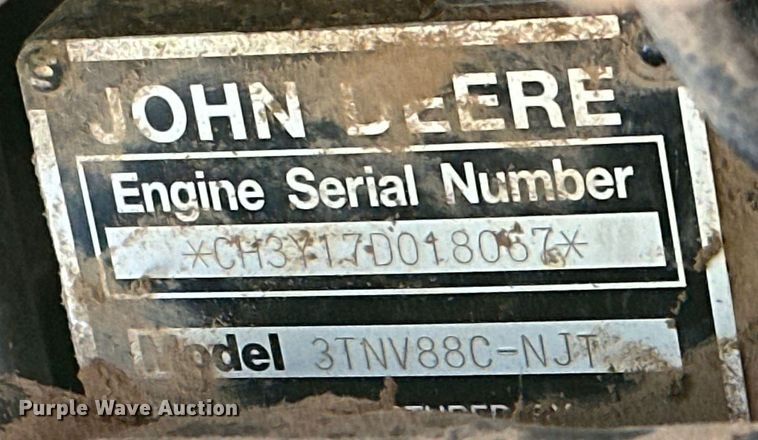 JOHN DEERE
Engine Serial Number
*CH3Y17D018067*
Model 3TNV88C-NJT
Purple Wave Auction